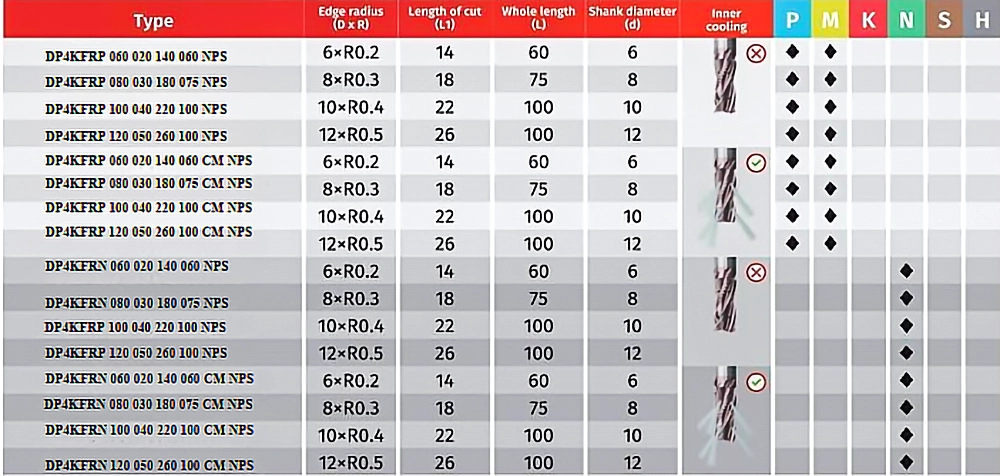 Type Edge radius (D x R) Length of cut (L1) Whole length (L) Shank diameter (d) Inner cooling P M K N S H
DP4KFRP 060 020 140 060 NPS 6×R0.2 14 60 6
DP4KFRP 080 030 180 075 NPS 8×R0.3 18 75 8
DP4KFRP 100 040 220 100 NPS 10×R0.4 22 100 10
DP4KFRP 120 050 260 100 NPS 12×R0.5 26 100 12
DP4KFRP 060 020 140 060 CM NPS 6×R0.2 14 60 6
DP4KFRP 080 030 180 075 CM NPS 8×R0.3 18 75 8
DP4KFRP 100 040 220 100 CM NPS 10×R0.4 22 100 10
DP4KFRP 120 050 260 100 CM NPS 12×R0.5 26 100 12
DP4KFRN 060 020 140 060 NPS 6×R0.2 14 60 6
DP4KFRN 080 030 180 075 NPS 8×R0.3 18 75 8
DP4KFRP 100 040 220 100 NPS 10×R0.4 22 100 10
DP4KFRP 120 050 260 100 NPS 12×R0.5 26 100 12
DP4KFRN 060 020 140 060 CM NPS 6×R0.2 14 60 6
DP4KFRN 080 030 180 075 CM NPS 8×R0.3 18 75 8
DP4KFRN 100 040 220 100 CM NPS 10×R0.4 22 100 10
DP4KFRN 120 050 260 100 CM NPS 12×R0.5 26 100 12